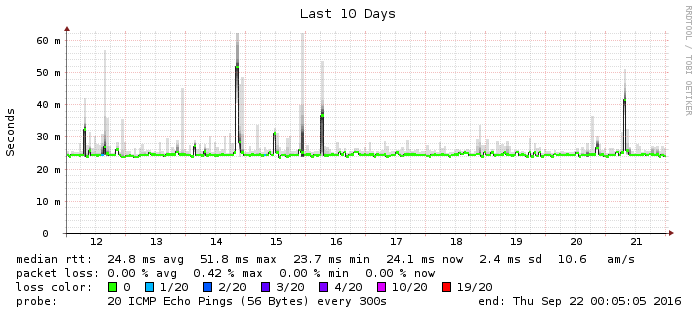 Last 10 Days
RRDTOOL / TOBI OETIKER
Seconds
60 m
50 m
40 m
30 m
20 m
10 m
0
12 13 14 15 16 17 18 19 20 21
median rtt: 24.8 ms avg 51.8 ms max 23.7 ms min 24.1 ms now 2.4 ms sd 10.6 am/s
packet loss: 0.00 % avg 0.42 % max 0.00 % min 0.00 % now
loss color: 0 1/20 2/20 3/20 4/20 10/20 19/20
probe: 20 ICMP Echo Pings (56 Bytes) every 300s end: Thu Sep 22 00:05:05 2016